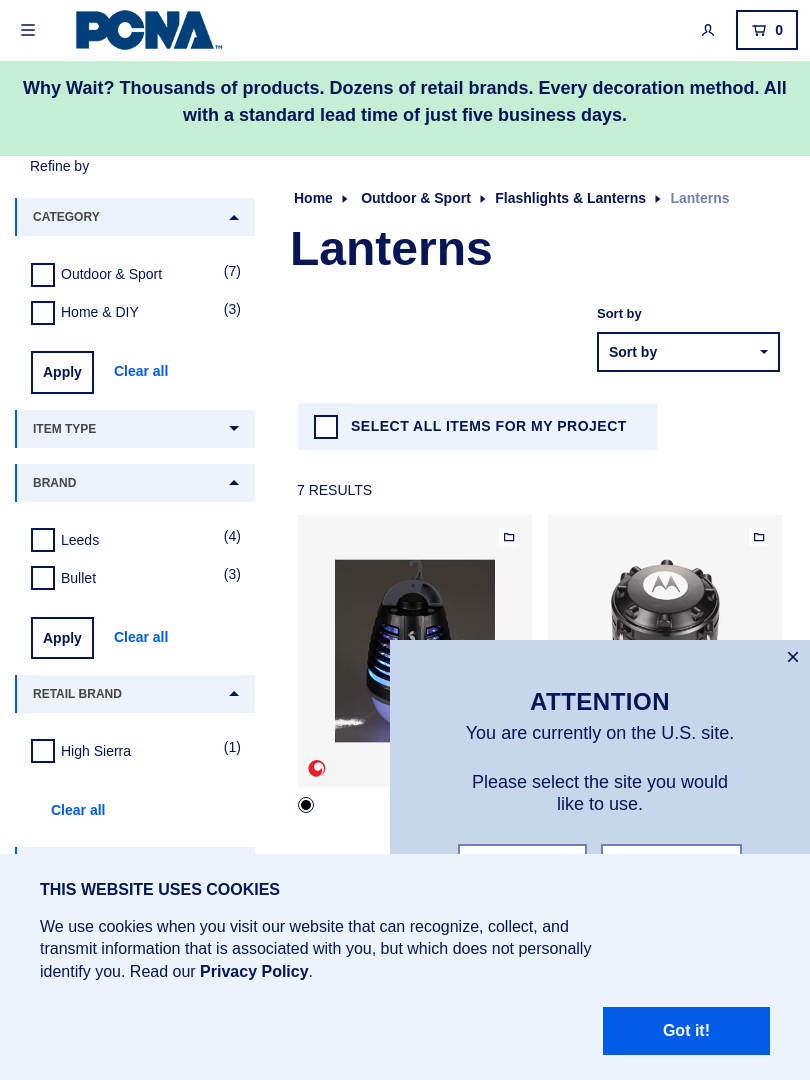 PCNA™
0
Why Wait? Thousands of products. Dozens of retail brands. Every decoration method. All
with a standard lead time of just five business days.
Refine by
CATEGORY
Outdoor & Sport (7)
Home & DIY (3)
Apply Clear all
ITEM TYPE
BRAND
Leeds (4)
Bullet (3)
Apply Clear all
RETAIL BRAND
High Sierra (1)
Clear all
Home Outdoor & Sport Flashlights & Lanterns Lanterns
Lanterns
Sort by
Sort by
SELECT ALL ITEMS FOR MY PROJECT
7 RESULTS
ATTENTION
You are currently on the U.S. site.
Please select the site you would
like to use.
THIS WEBSITE USES COOKIES
We use cookies when you visit our website that can recognize, collect, and
transmit information that is associated with you, but which does not personally
identify you. Read our Privacy Policy.
Got it!